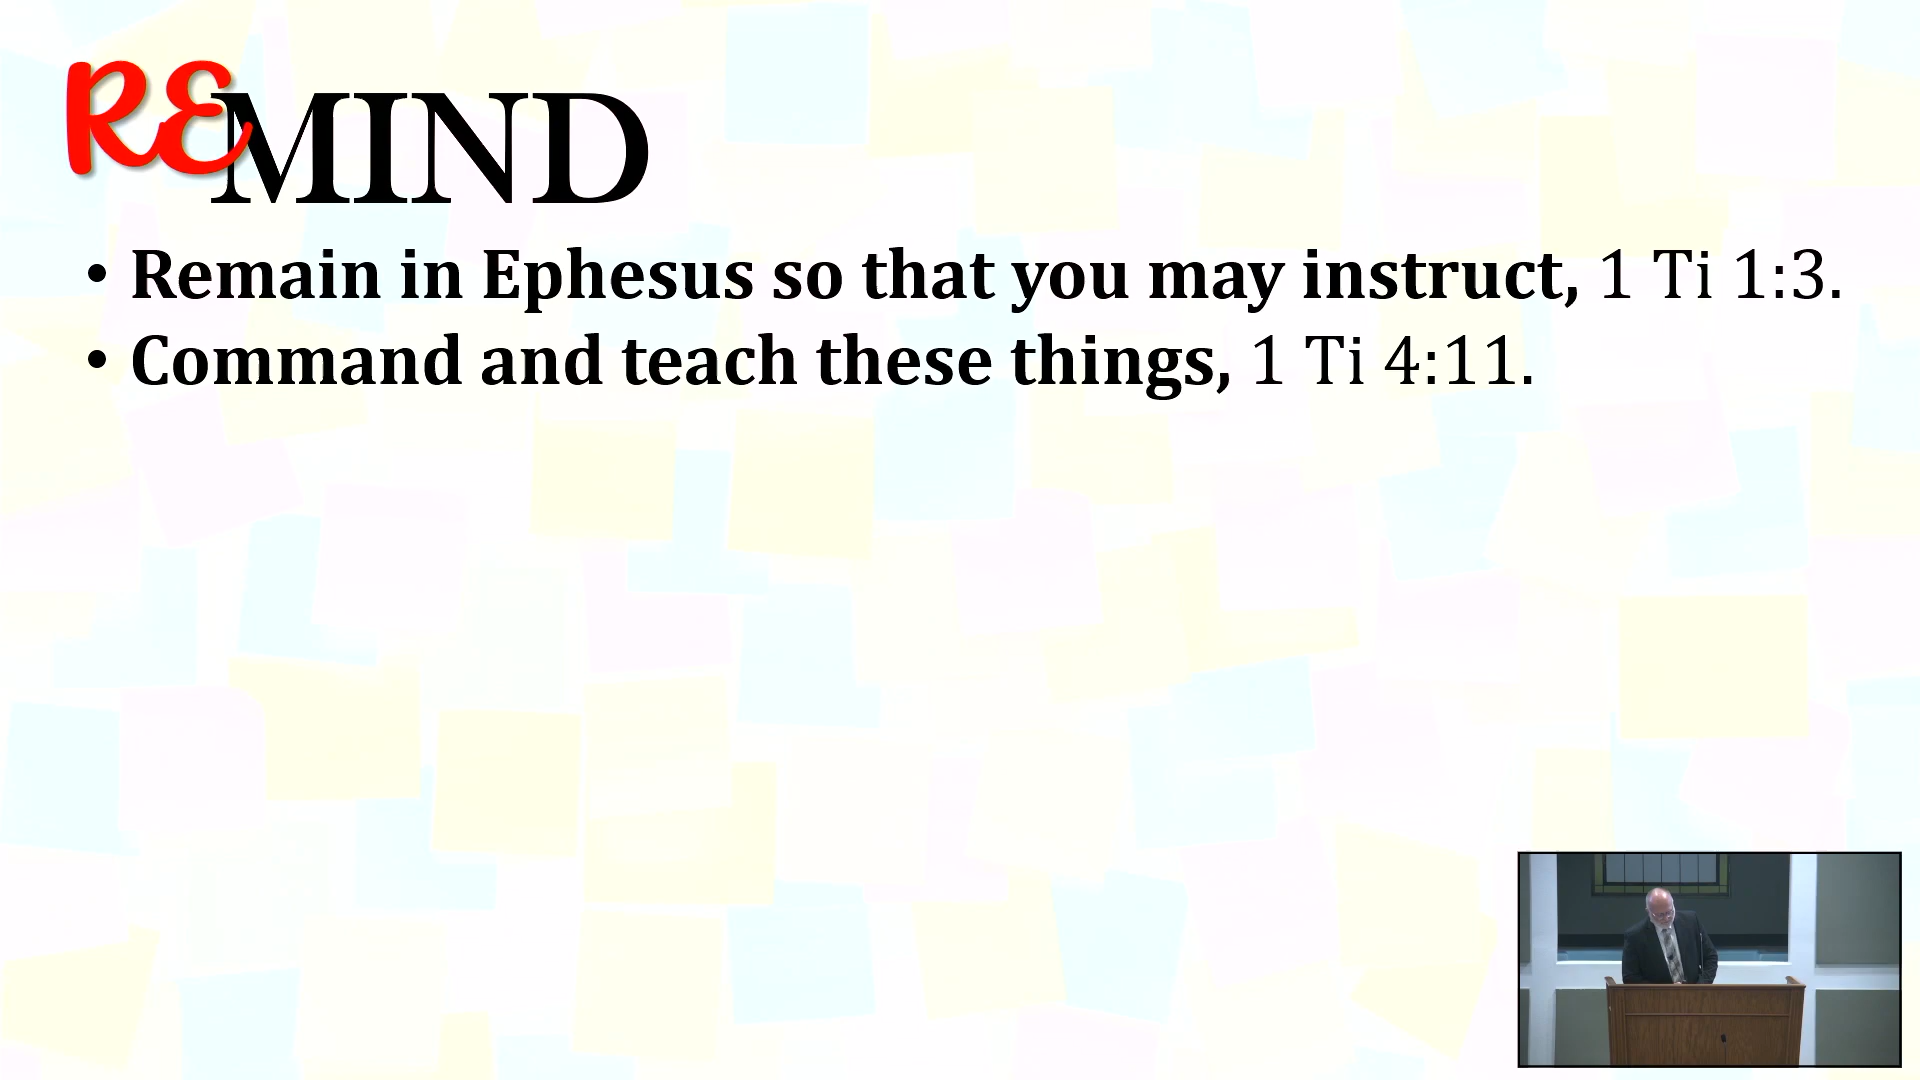 REMIND
• Remain in Ephesus so that you may instruct, 1 Ti 1:3.
• Command and teach these things, 1 Ti 4:11.